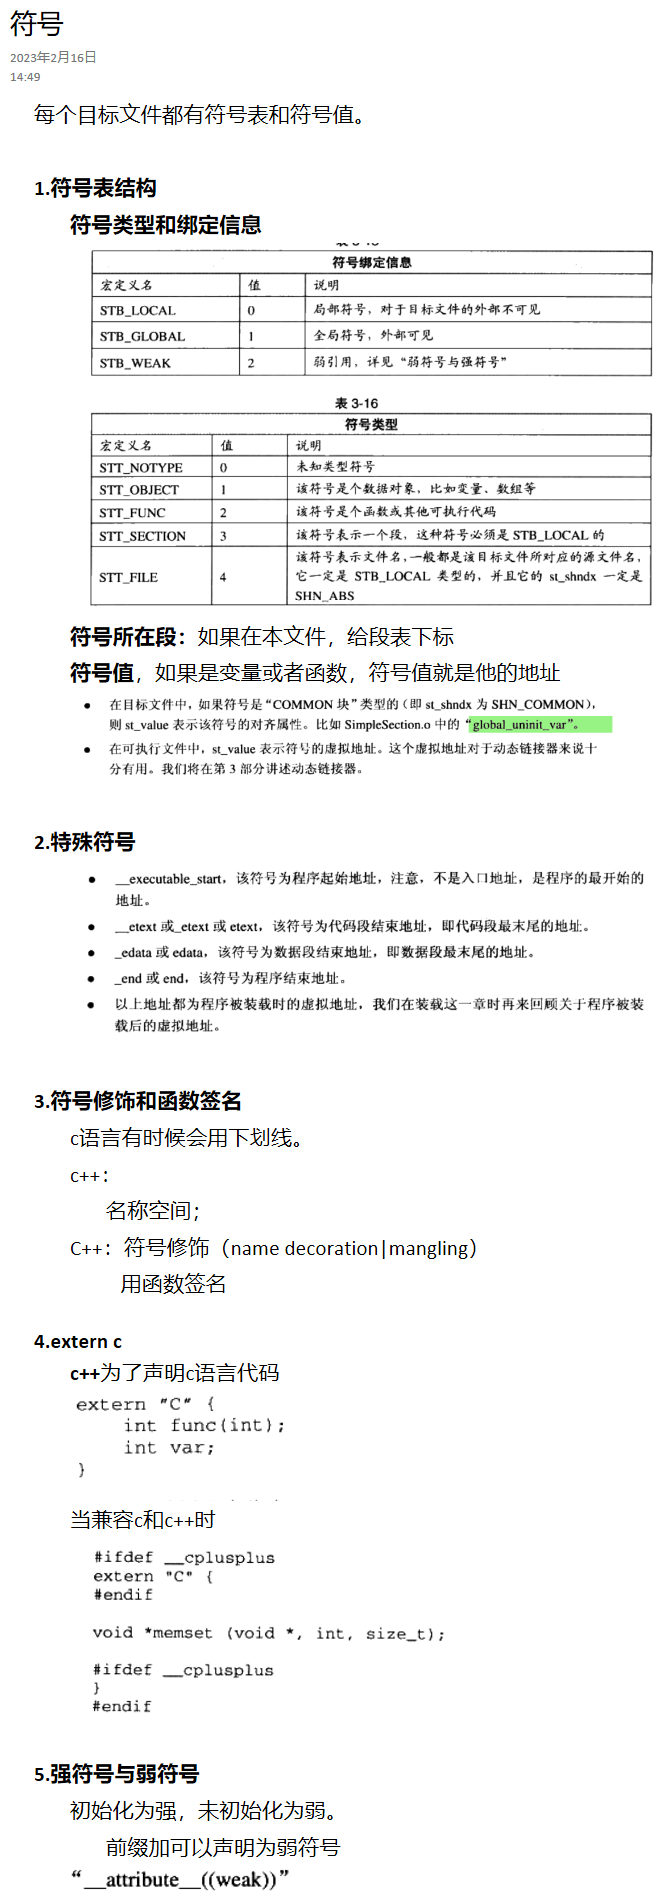 符号
2023年2月16日
14:49
每个目标文件都有符号表和符号值。
1.符号表结构
符号类型和绑定信息
符号绑定信息
宏定义名 值 说明
STB_LOCAL 0 局部符号，对于目标文件的外部不可见
STB_GLOBAL 1 全局符号，外部可见
STB_WEAK 2 弱引用，详见“弱符号与强符号”
表 3-16
符号类型
宏定义名 值 说明
STT_NOTYPE 0 未知类型符号
STT_OBJECT 1 该符号是个数据对象，比如变量、数组等
STT_FUNC 2 该符号是个函数或其他可执行代码
STT_SECTION 3 该符号表示一个段，这种符号必须是 STB_LOCAL 的
STT_FILE 4 该符号表示文件名，一般都是该目标文件所对应的源文件名，
它一定是 STB_LOCAL 类型的，并且它的 st_shndx 一定是
SHN_ABS
符号所在段：如果在本文件，给段表下标
符号值，如果是变量或者函数，符号值就是他的地址
● 在目标文件中，如果符号是“COMMON 块”类型的（即 st_shndx 为 SHN_COMMON），
则 st_value 表示该符号的对齐属性。比如 SimpleSection.o 中的“global_uninit_var”。
● 在可执行文件中，st_value 表示符号的虚拟地址。这个虚拟地址对于动态链接器来说十
分有用。我们将在第 3 部分讲述动态链接器。
2.特殊符号
● __executable_start，该符号为程序起始地址，注意，不是入口地址，是程序的最开始的
地址。
● __etext 或_etext 或 etext，该符号为代码段结束地址，即代码段最末尾的地址。
● _edata 或 edata，该符号为数据段结束地址，即数据段最末尾的地址。
● _end 或 end，该符号为程序结束地址。
● 以上地址都为程序被装载时的虚拟地址，我们在装载这一章时再来回顾关于程序被装
载后的虚拟地址。
3.符号修饰和函数签名
c语言有时候会用下划线。
c++：
名称空间；
C++：符号修饰（name decoration|mangling）
用函数签名
4.extern c
c++为了声明c语言代码
extern "C" {
int func(int);
int var;
}
当兼容c和c++时
#ifdef __cplusplus
extern "C" {
#endif
void *memset (void *, int, size_t);
#ifdef __cplusplus
}
#endif
5.强符号与弱符号
初始化为强，未初始化为弱。
前缀加可以声明为弱符号
“__attribute__((weak))”